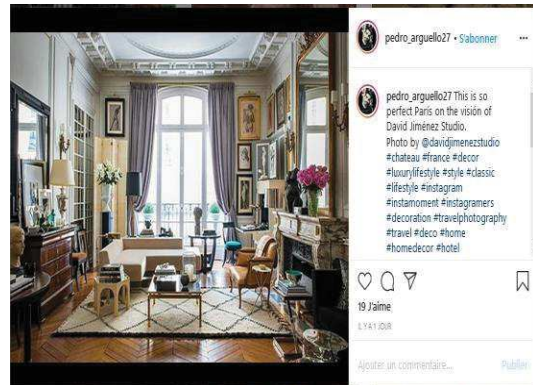 pedro_arguello27 • S'abonner
pedro_arguello27 This is so
perfect Paris on the visión of
David Jiménez Studio.
Photo by @davidjimenezstudio
#chateau #france #decor
#luxurylifestyle #style #classic
#lifestyle #instagram
#instamoment #instagramers
#decoration #travelphotography
#travel #deco #home
#homedecor #hotel
19 J'aime
IL Y A 1 JOUR
Ajouter un commentaire... Publier